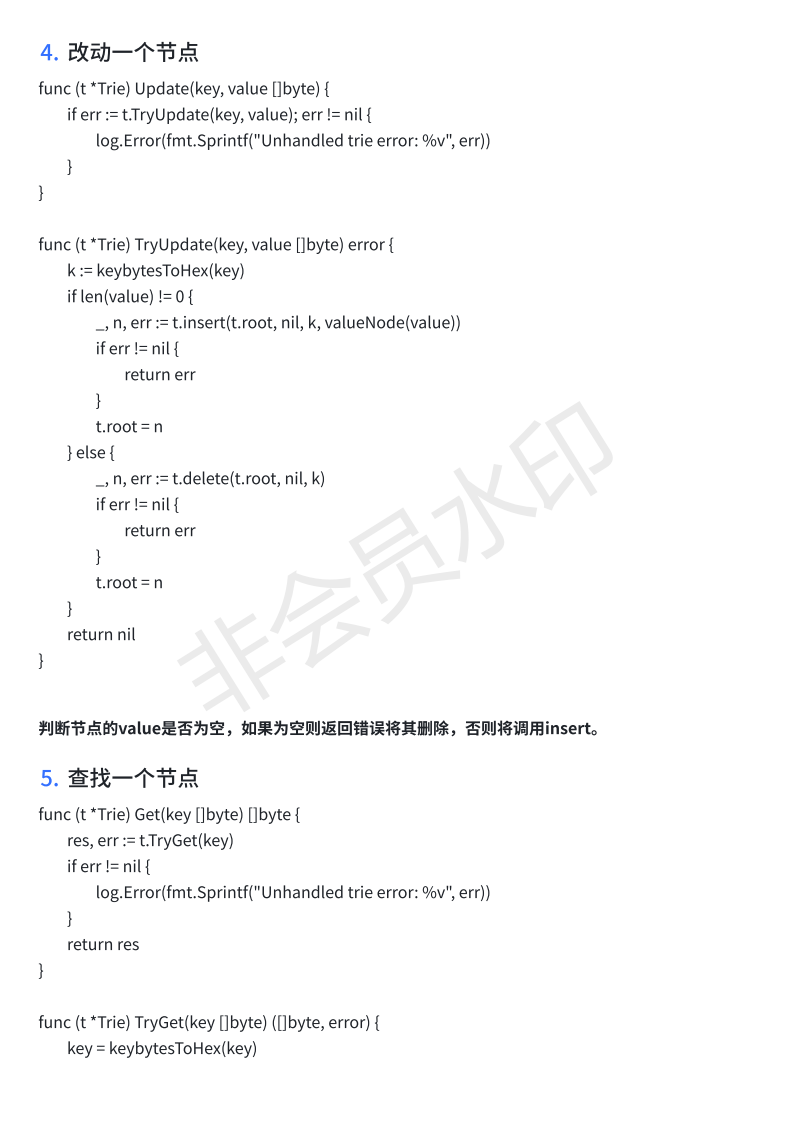 4. 改动一个节点
func (t *Trie) Update(key, value []byte) {
if err := t.TryUpdate(key, value); err != nil {
log.Error(fmt.Sprintf("Unhandled trie error: %v", err))
}
}
func (t *Trie) TryUpdate(key, value []byte) error {
k := keybytesToHex(key)
if len(value) != 0 {
_, n, err := t.insert(t.root, nil, k, valueNode(value))
if err != nil {
return err
}
t.root = n
} else {
_, n, err := t.delete(t.root, nil, k)
if err != nil {
return err
}
t.root = n
}
return nil
}
判断节点的value是否为空，如果为空则返回错误将其删除，否则将调用insert。
5. 查找一个节点
func (t *Trie) Get(key []byte) []byte {
res, err := t.TryGet(key)
if err != nil {
log.Error(fmt.Sprintf("Unhandled trie error: %v", err))
}
return res
}
func (t *Trie) TryGet(key []byte) ([]byte, error) {
key = keybytesToHex(key)
非会员水印